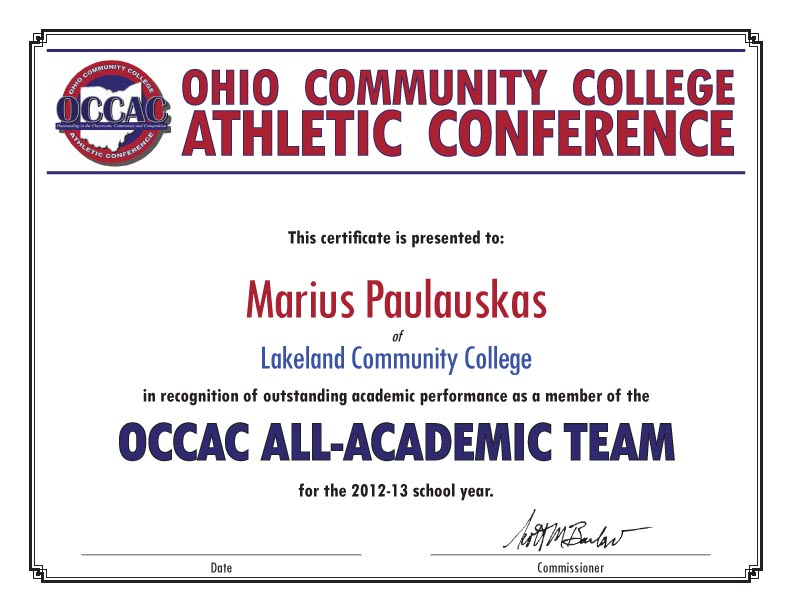 OHIO COMMUNITY COLLEGE
OCCAC
Outstanding in the Classroom, Community and Competition
ATHLETIC CONFERENCE
OHIO COMMUNITY COLLEGE
ATHLETIC CONFERENCE
This certificate is presented to:
Marius Paulauskas
of
Lakeland Community College
in recognition of outstanding academic performance as a member of the
OCCAC ALL-ACADEMIC TEAM
for the 2012-13 school year.
Scott M Barlow
Date
Commissioner